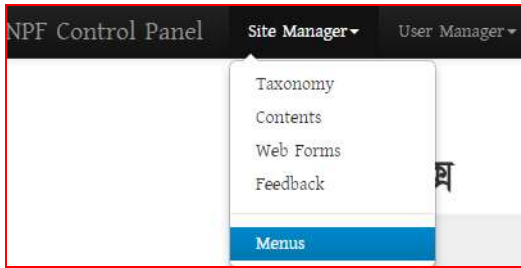 NPF Control Panel Site Manager User Manager
Taxonomy
Contents
Web Forms
Feedback
Menus